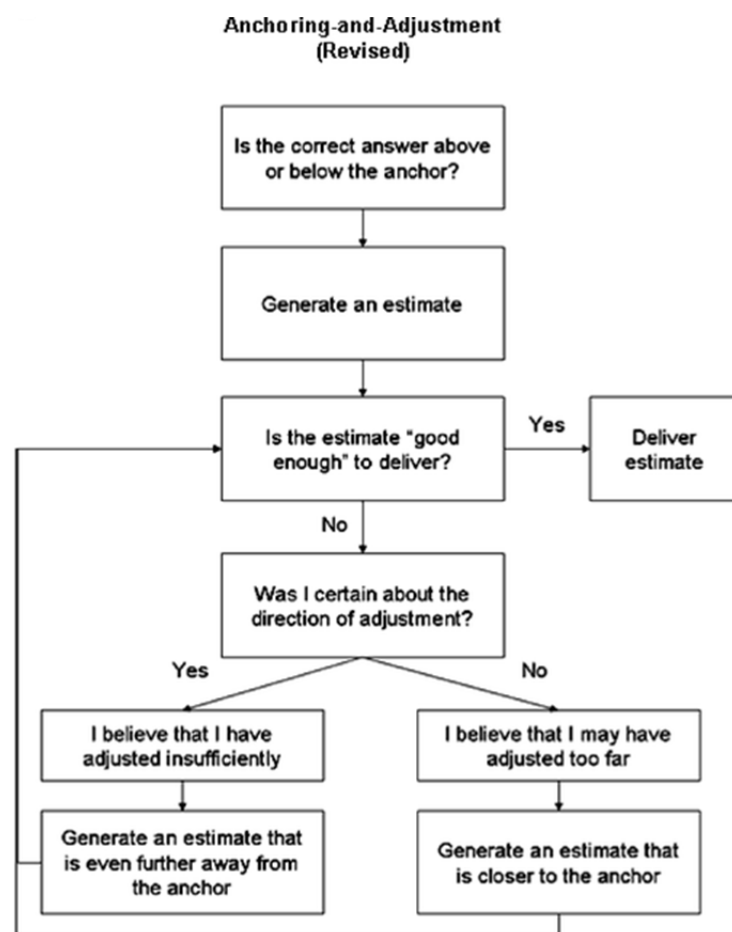 Anchoring-and-Adjustment
(Revised)
Is the correct answer above
or below the anchor?
Generate an estimate
Is the estimate “good
enough” to deliver?
Yes
Deliver
estimate
No
Was I certain about the
direction of adjustment?
Yes
No
I believe that I have
adjusted insufficiently
I believe that I may have
adjusted too far
Generate an estimate that
is even further away from
the anchor
Generate an estimate that
is closer to the anchor